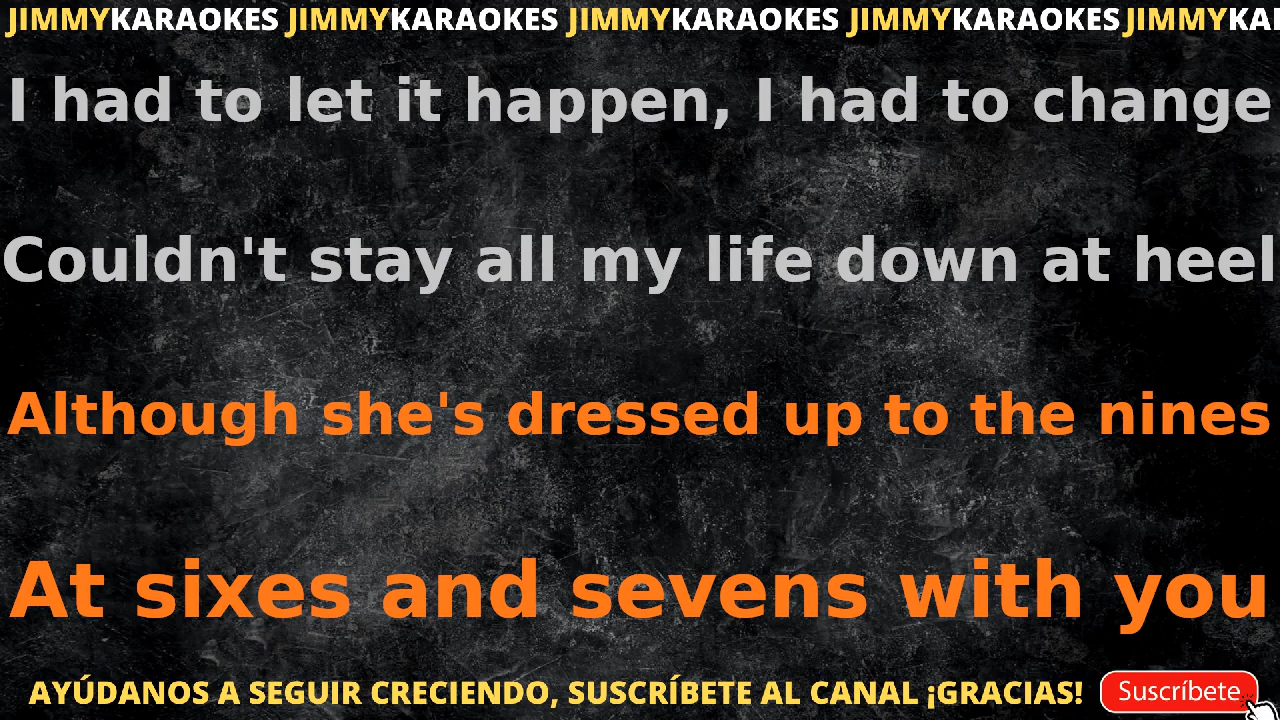 JIMMYKARAOKES JIMMYKARAOKES JIMMYKARAOKES JIMMYKARAOKES JIMMYKA
I had to let it happen, I had to change
Couldn't stay all my life down at heel
Although she's dressed up to the nines
At sixes and sevens with you
AYÚDANOS A SEGUIR CRECIENDO, SUSCRÍBETE AL CANAL ¡GRACIAS! Suscríbete